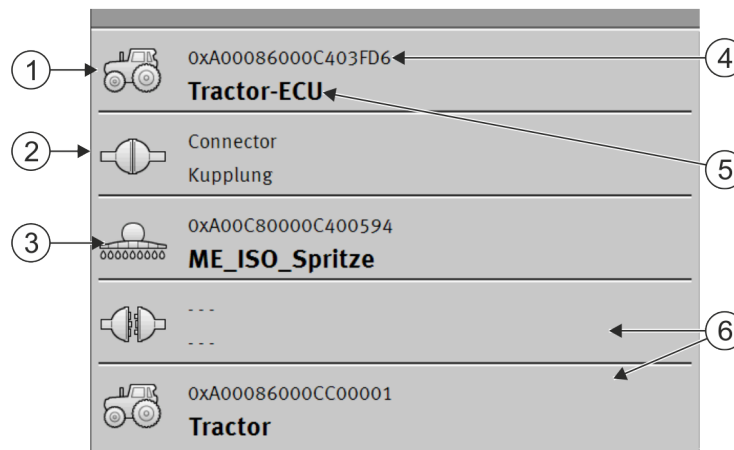 1
0xA00086000C403FD6
4
Tractor-ECU
2
Connector
Kupplung
5
3
0xA00C80000C400594
ME_ISO_Spritze
- - -
- - -
6
0xA00086000CC00001
Tractor